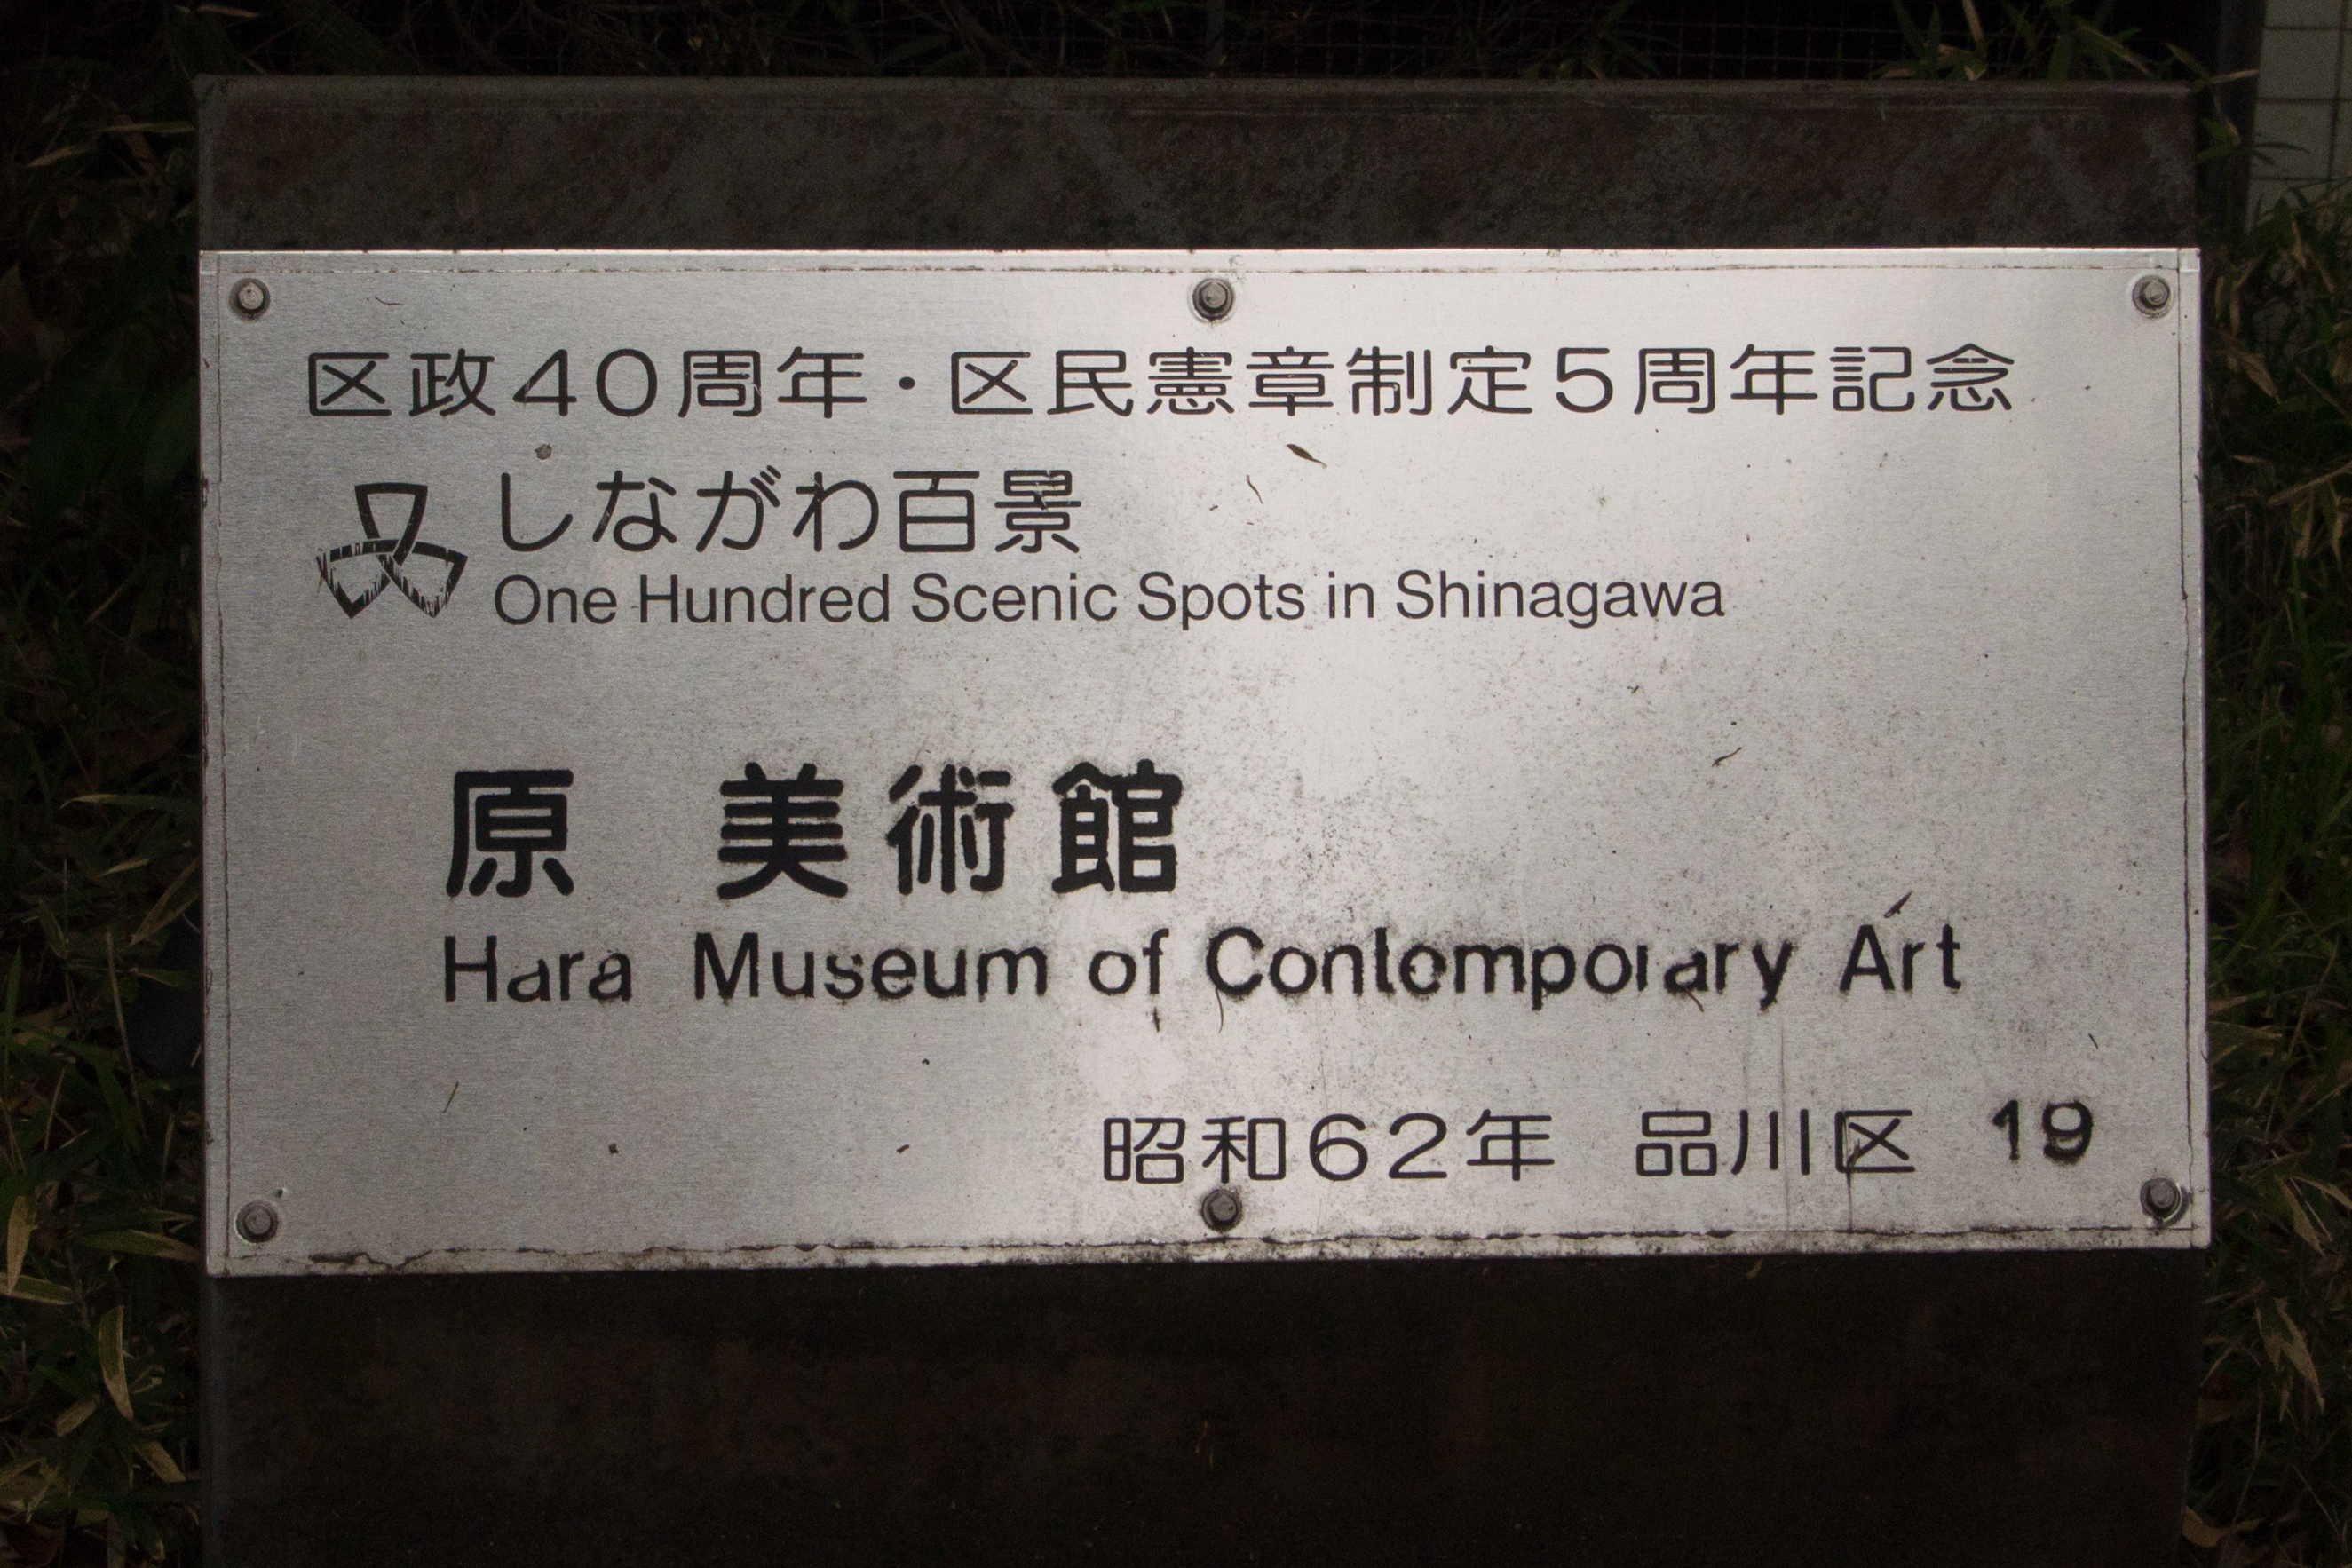 区政40周年・区民憲章制定5周年記念
しながわ百景
One Hundred Scenic Spots in Shinagawa
原 美術館
Hara Museum of Contemporary Art
昭和62年 品川区 19